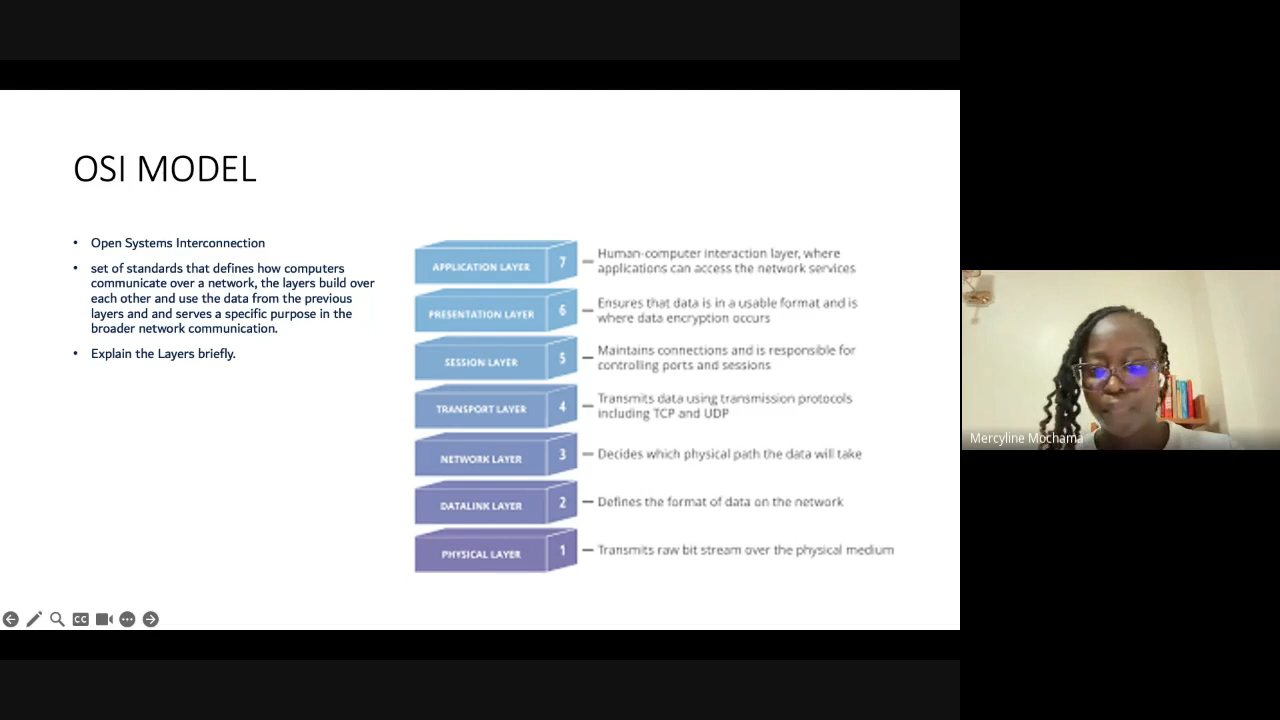 OSI MODEL
• Open Systems Interconnection
• set of standards that defines how computers
communicate over a network, the layers build over
each other and use the data from the previous
layers and and serves a specific purpose in the
broader network communication.
• Explain the Layers briefly.
APPLICATION LAYER 7
Human-computer interaction layer, where
applications can access the network services
PRESENTATION LAYER 6
Ensures that data is in a usable format and is
where data encryption occurs
SESSION LAYER 5
Maintains connections and is responsible for
controlling ports and sessions
TRANSPORT LAYER 4
Transmits data using transmission protocols
including TCP and UDP
NETWORK LAYER 3
Decides which physical path the data will take
DATALINK LAYER 2
Defines the format of data on the network
PHYSICAL LAYER 1
Transmits raw bit stream over the physical medium
CC
Mercyline Mochama